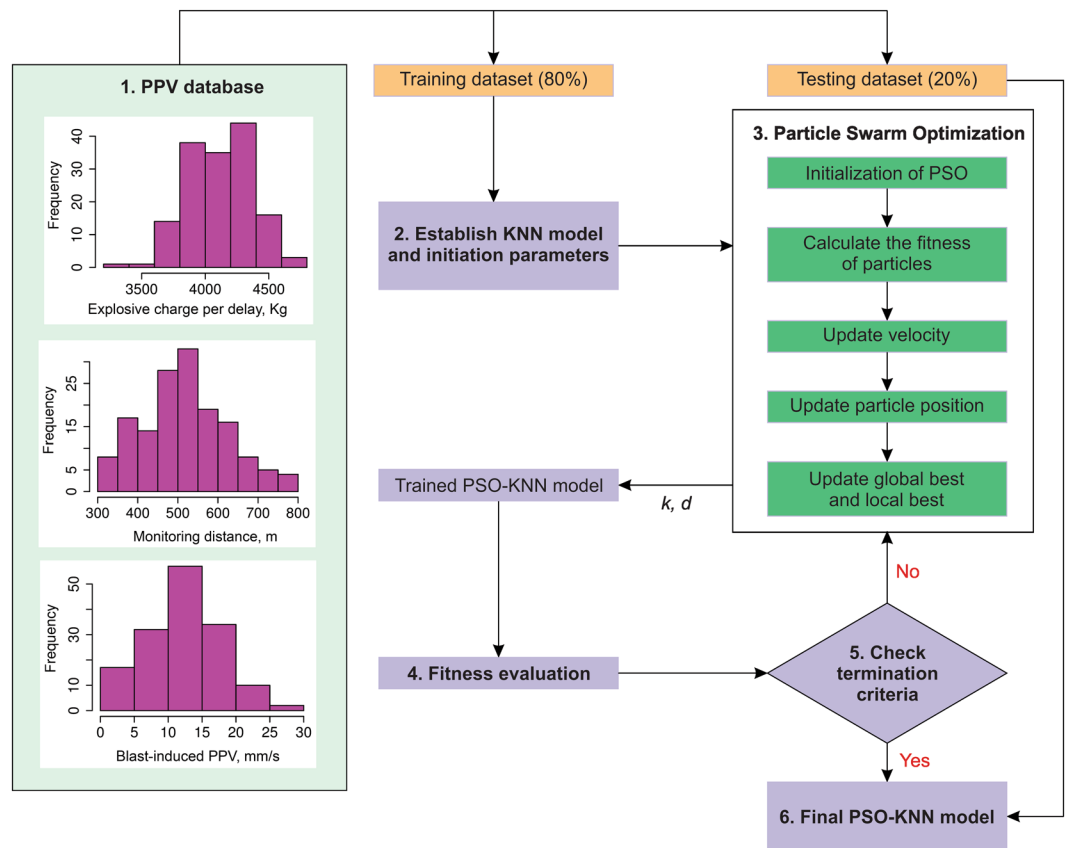 1. PPV database
Frequency
0 10 20 30 40
3500 4000 4500
Explosive charge per delay, Kg
Frequency
0 5 15 25
300 400 500 600 700 800
Monitoring distance, m
Frequency
0 10 30 50
0 5 10 15 20 25 30
Blast-induced PPV, mm/s
Training dataset (80%)
Testing dataset (20%)
2. Establish KNN model
and initiation parameters
3. Particle Swarm Optimization
Initialization of PSO
Calculate the fitness
of particles
Update velocity
Update particle position
Update global best
and local best
k, d
Trained PSO-KNN model
4. Fitness evaluation
5. Check
termination
criteria
No
Yes
6. Final PSO-KNN model